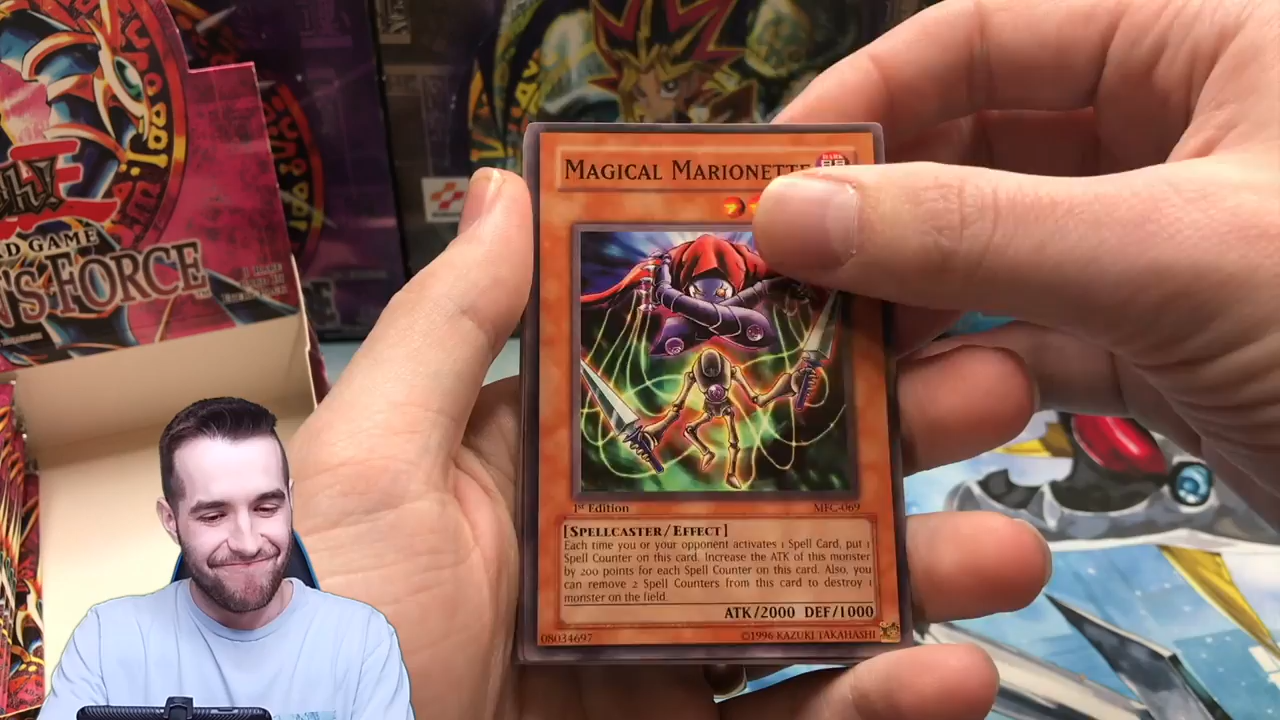 D GAME
N'S FORCE
MAGICAL MARIONETTE
DARK
1st Edition
MFC-069
[SPELLCASTER/EFFECT]
Each time you or your opponent activates 1 Spell Card, put 1
Spell Counter on this card. Increase the ATK of this monster
by 200 points for each Spell Counter on this card. Also, you
can remove 2 Spell Counters from this card to destroy 1
monster on the field.
ATK/2000 DEF/1000
08034697
©1996 KAZUKI TAKAHASHI